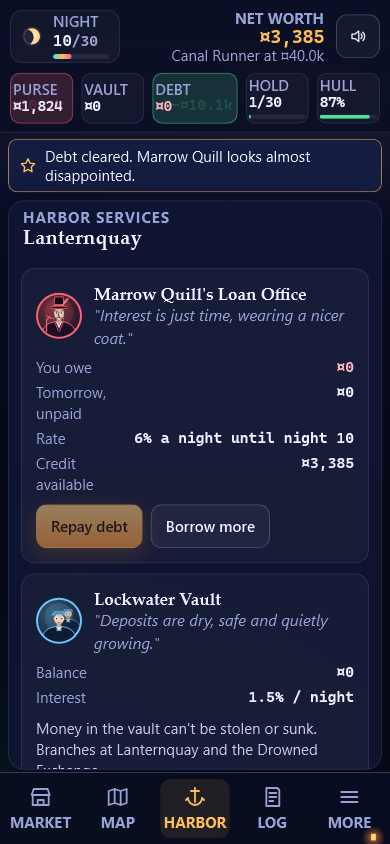 NIGHT
10/30
NET WORTH
¤3,385
Canal Runner at ¤40.0k
PURSE
¤1,824
VAULT
¤0
DEBT
¤0
-¤10.1k
HOLD
1/30
HULL
87%
Debt cleared. Marrow Quill looks almost
disappointed.
HARBOR SERVICES
Lanternquay
Marrow Quill's Loan Office
"Interest is just time, wearing a nicer
coat."
You owe ¤0
Tomorrow, ¤0
unpaid
Rate 6% a night until night 10
Credit ¤3,385
available
Repay debt Borrow more
Lockwater Vault
"Deposits are dry, safe and quietly
growing."
Balance ¤0
Interest 1.5% / night
Money in the vault can't be stolen or sunk.
Branches at Lanternquay and the Drowned
Exchange
MARKET MAP HARBOR LOG MORE